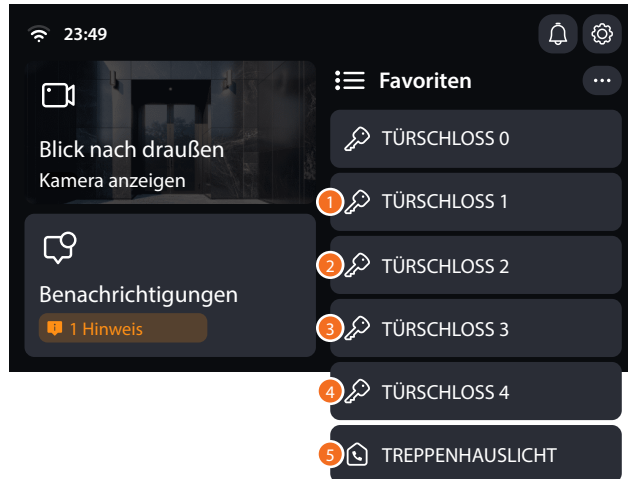 23:49
Blick nach draußen
Kamera anzeigen
Benachrichtigungen
1 Hinweis
Favoriten
TÜRSCHLOSS 0
1 TÜRSCHLOSS 1
2 TÜRSCHLOSS 2
3 TÜRSCHLOSS 3
4 TÜRSCHLOSS 4
5 TREPPENHAUSLICHT